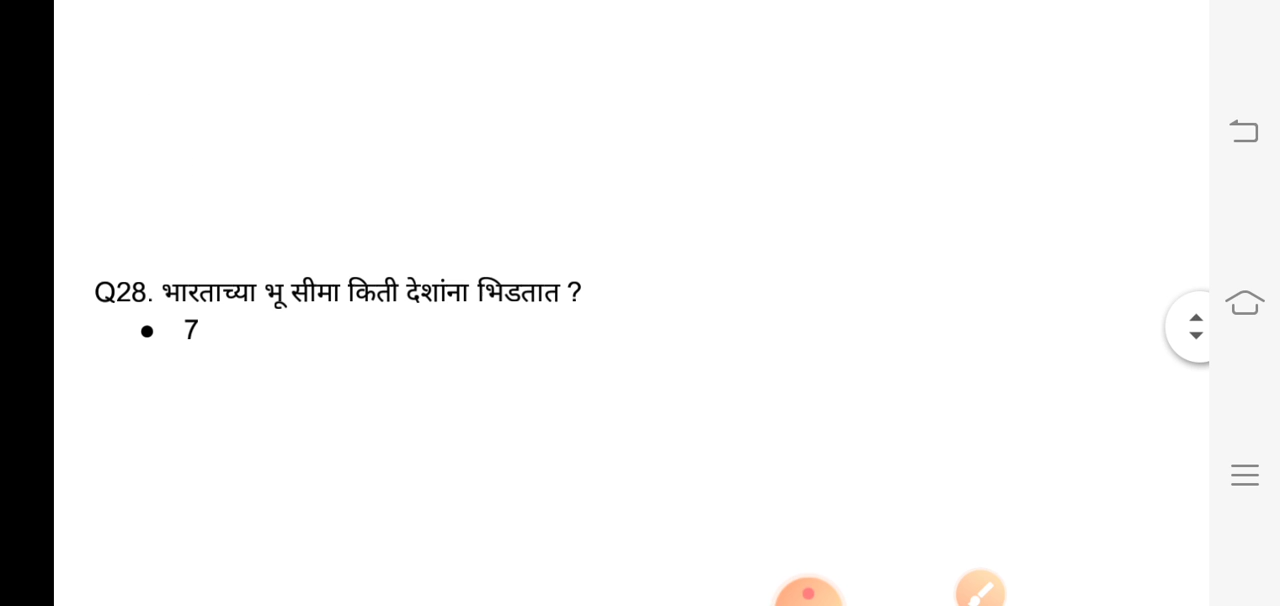 Q28. भारताच्या भू सीमा किती देशांना भिडतात ?
● 7